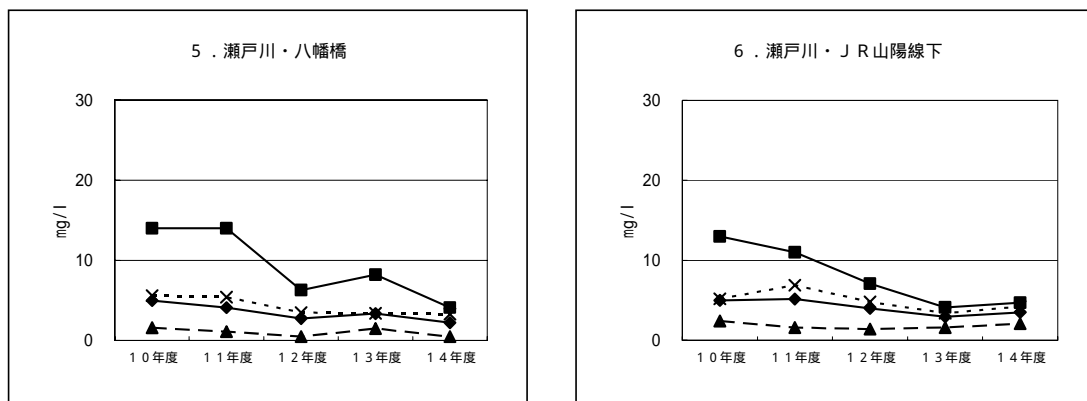 5．瀬戸川・八幡橋
30
20
10
0
mg/l
10年度
11年度
12年度
13年度
14年度
6．瀬戸川・ＪＲ山陽線下
30
20
10
0
mg/l
10年度
11年度
12年度
13年度
14年度